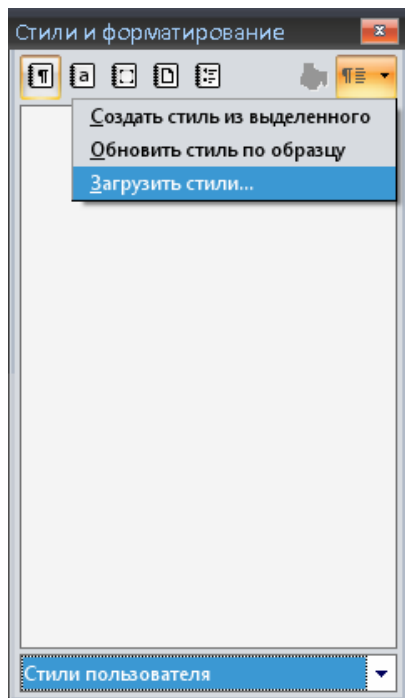 Стили и форматирование
Создать стиль из выделенного
Обновить стиль по образцу
Загрузить стили...
Стили пользователя